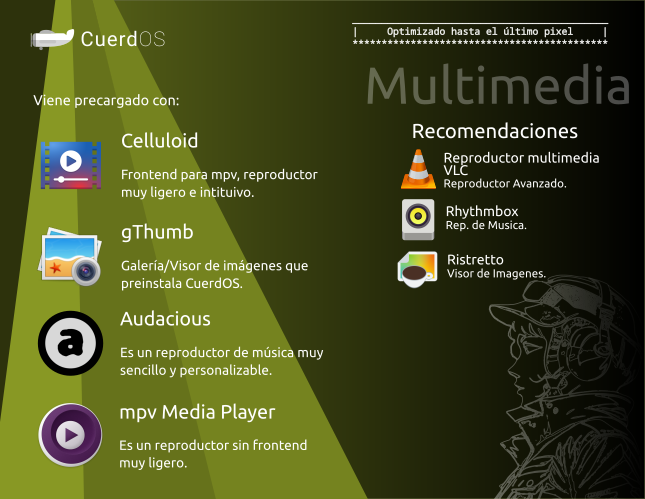 CuerdOS
| Optimizado hasta el último pixel |
******************************************
Multimedia
Viene precargado con:
Celluloid
Frontend para mpv, reproductor
muy ligero e intituivo.
gThumb
Galería/Visor de imágenes que
preinstala CuerdOS.
Audacious
Es un reproductor de música muy
sencillo y personalizable.
mpv Media Player
Es un reproductor sin frontend
muy ligero.
Recomendaciones
Reproductor multimedia
VLC
Reproductor Avanzado.
Rhythmbox
Rep. de Musica.
Ristretto
Visor de Imagenes.